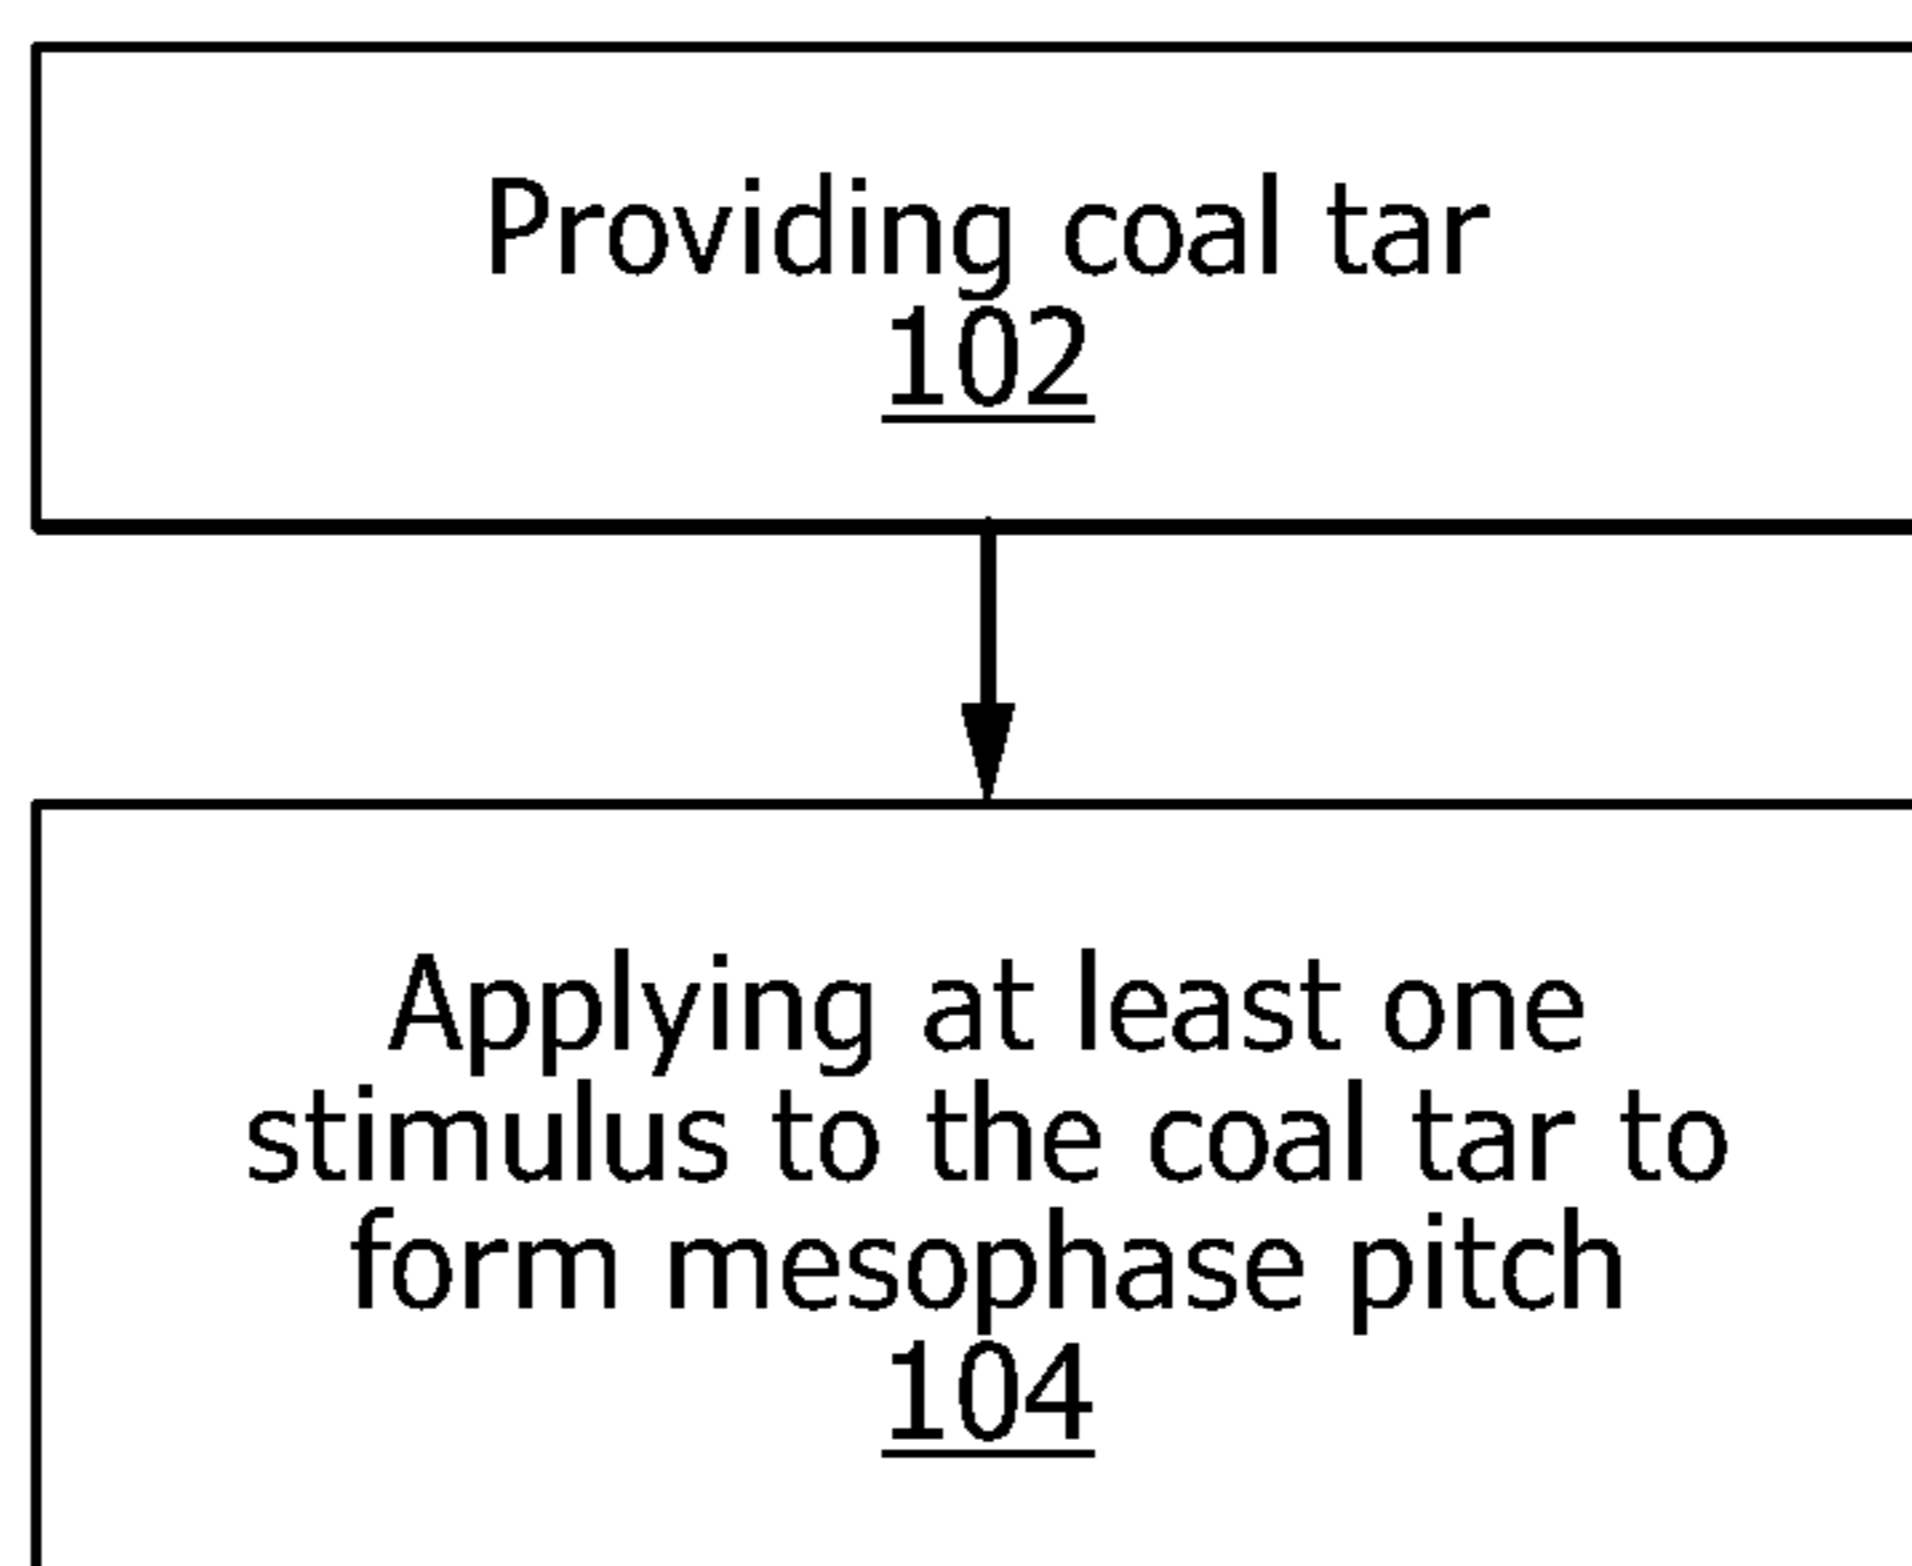 Providing coal tar
102
Applying at least one
stimulus to the coal tar to
form mesophase pitch
104